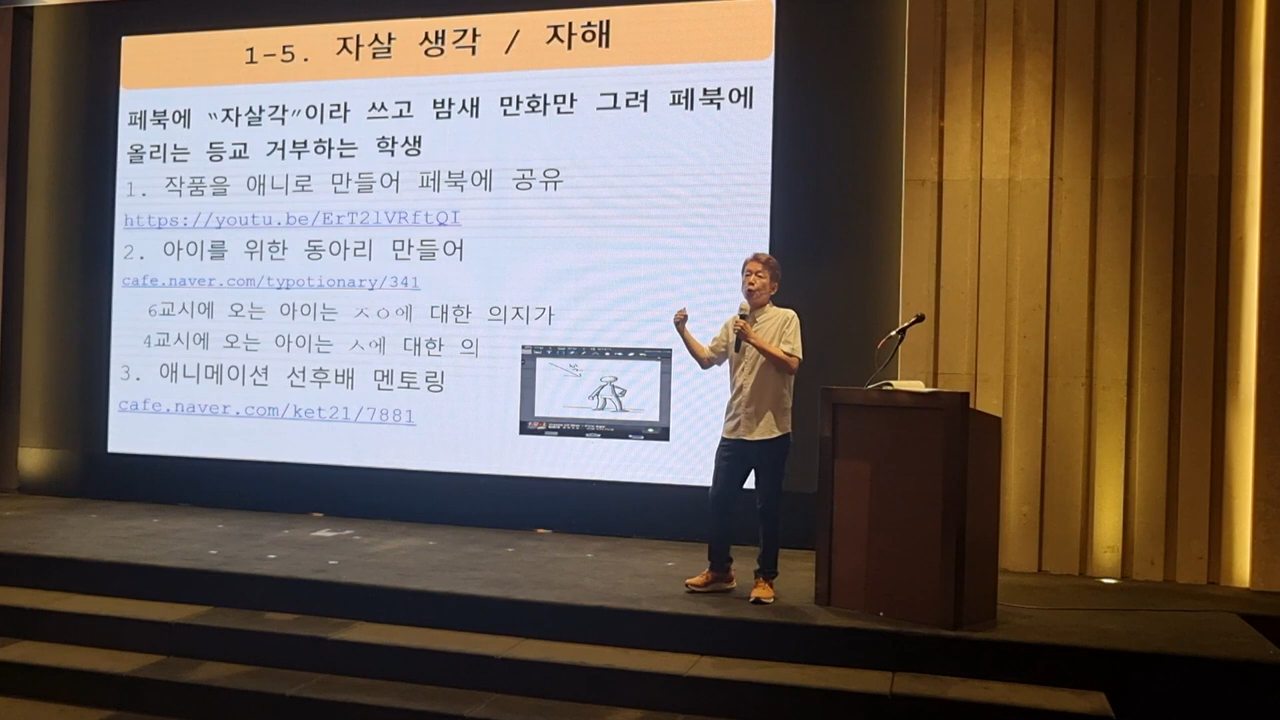 1-5. 자살 생각 / 자해
페북에 "자살각"이라 쓰고 밤새 만화만 그려 페북에
올리는 등교 거부하는 학생
1. 작품을 애니로 만들어 페북에 공유
https://youtu.be/ErT2lVRftQI
2. 아이를 위한 동아리 만들어
cafe.naver.com/typotionary/341
6교시에 오는 아이는 ㅈㅇ에 대한 의지가
4교시에 오는 아이는 ㅅ에 대한 의
3. 애니메이션 선후배 멘토링
cafe.naver.com/ket21/7881